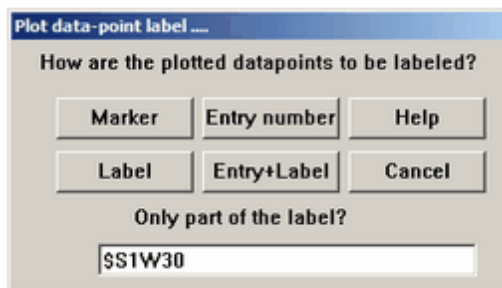 Plot data-point label ....
How are the plotted datapoints to be labeled?
Marker Entry number Help
Label Entry+Label Cancel
Only part of the label?
$S1W30